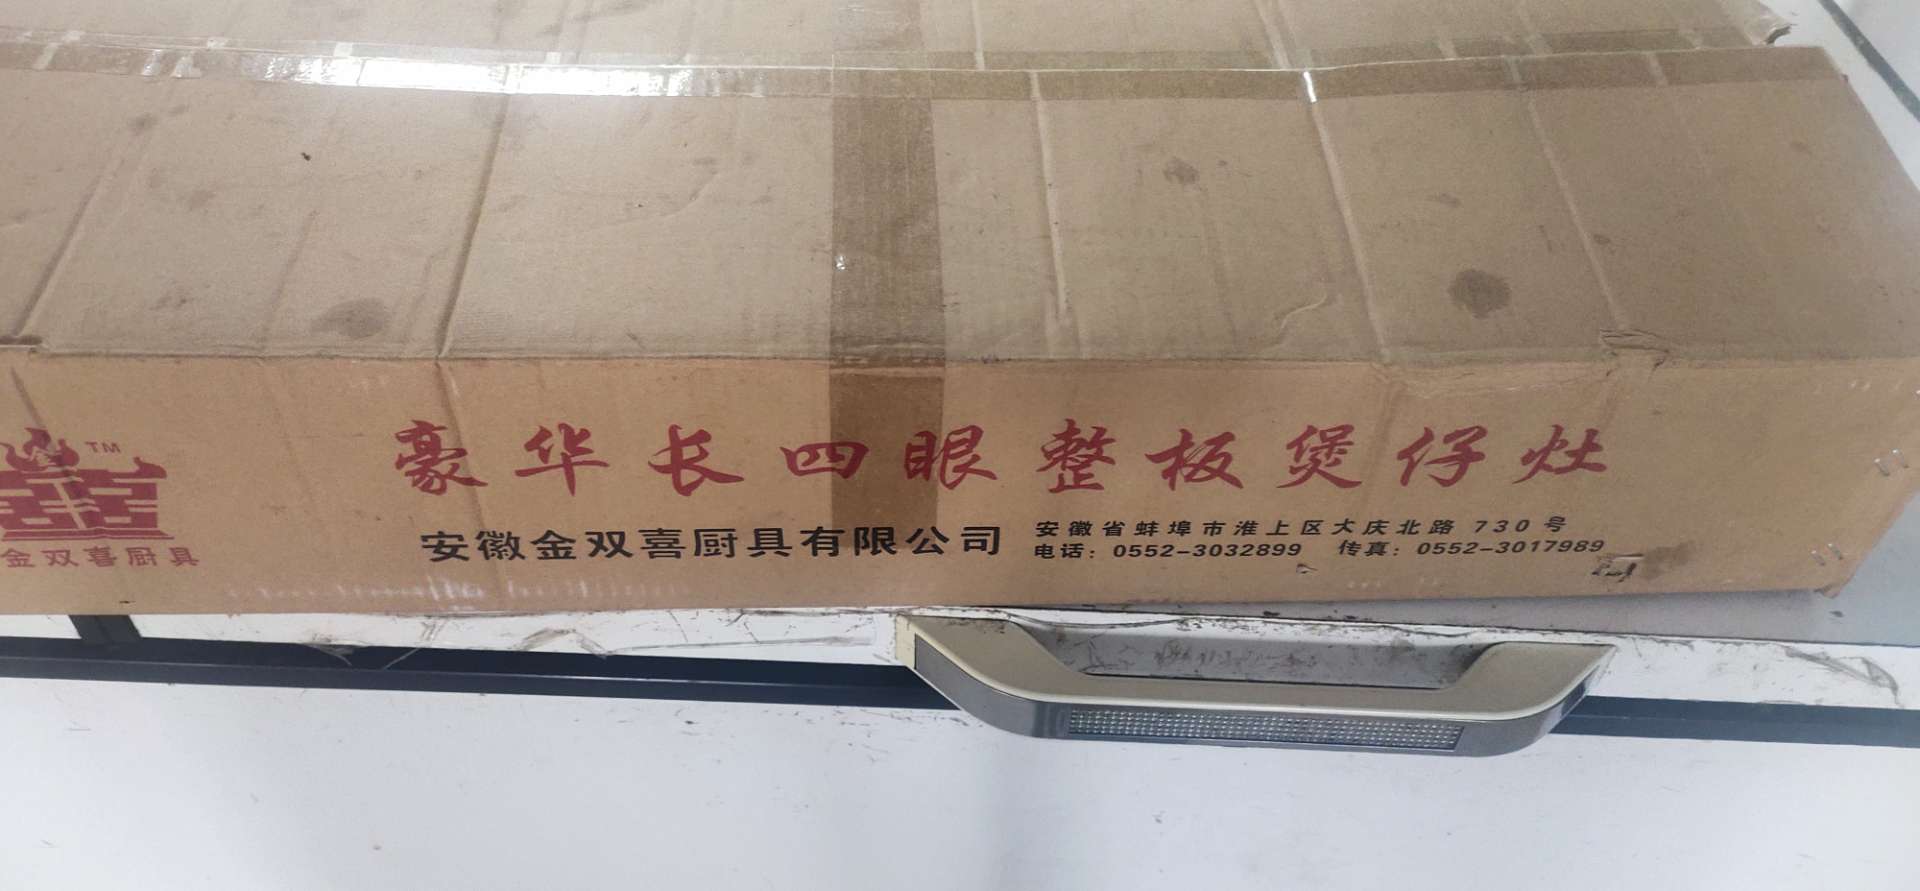 TM
金双喜厨具
豪华长四眼整板煲仔灶
安徽金双喜厨具有限公司
安徽省蚌埠市淮上区大庆北路 730 号
电话：0552-3032899 传真：0552-3017989